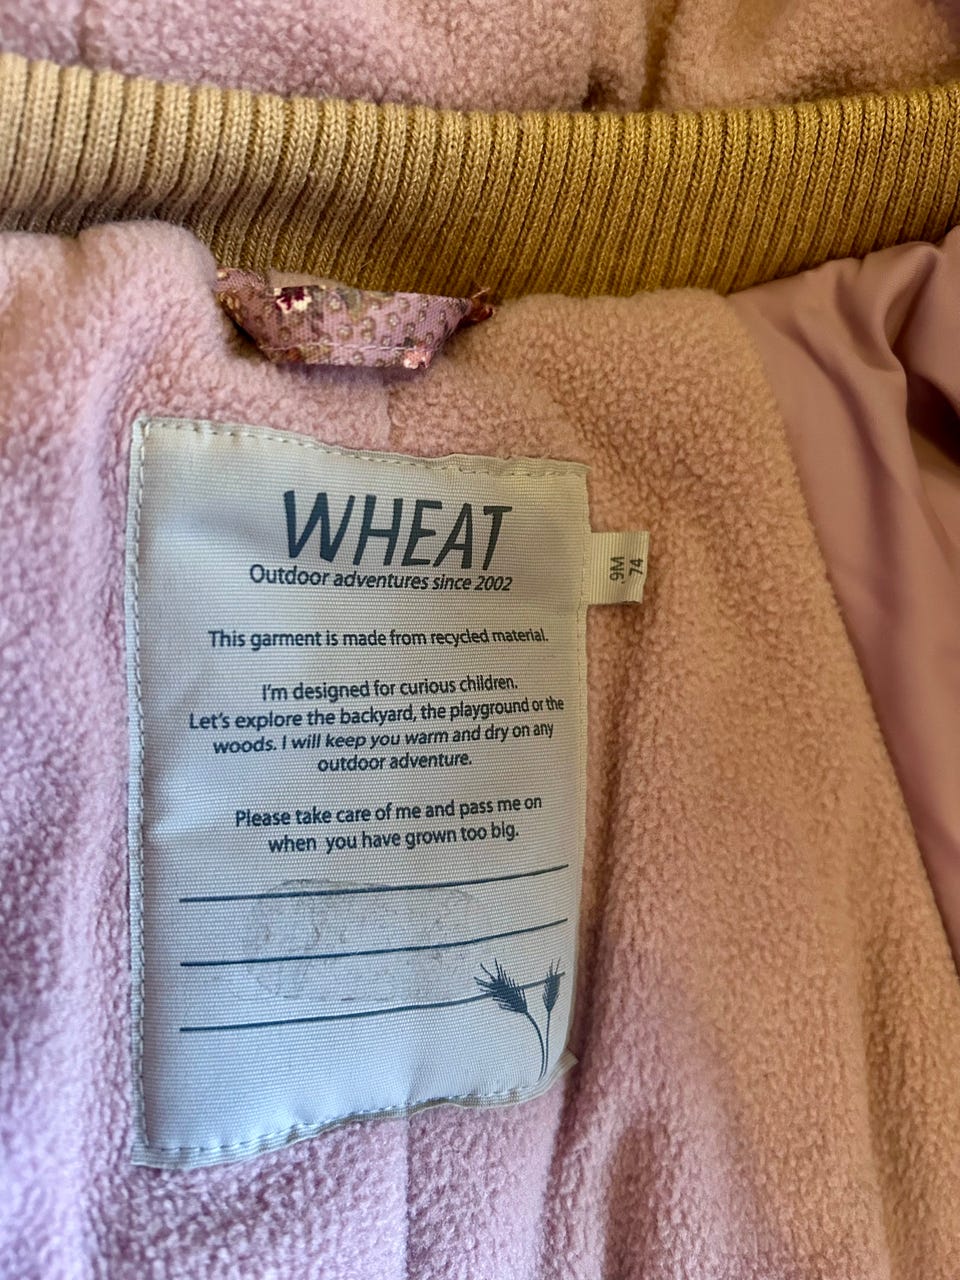 WHEAT
Outdoor adventures since 2002
9M
74
This garment is made from recycled material.
I'm designed for curious children.
Let's explore the backyard, the playground or the
woods. I will keep you warm and dry on any
outdoor adventure.
Please take care of me and pass me on
when you have grown too big.